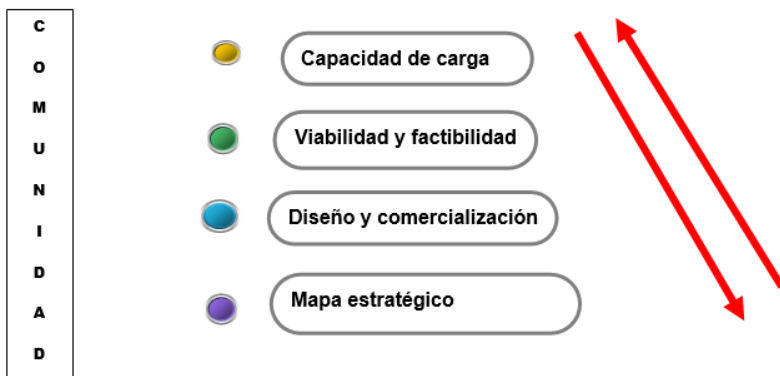 C
O
M
U
N
I
D
A
D
Capacidad de carga
Viabilidad y factibilidad
Diseño y comercialización
Mapa estratégico